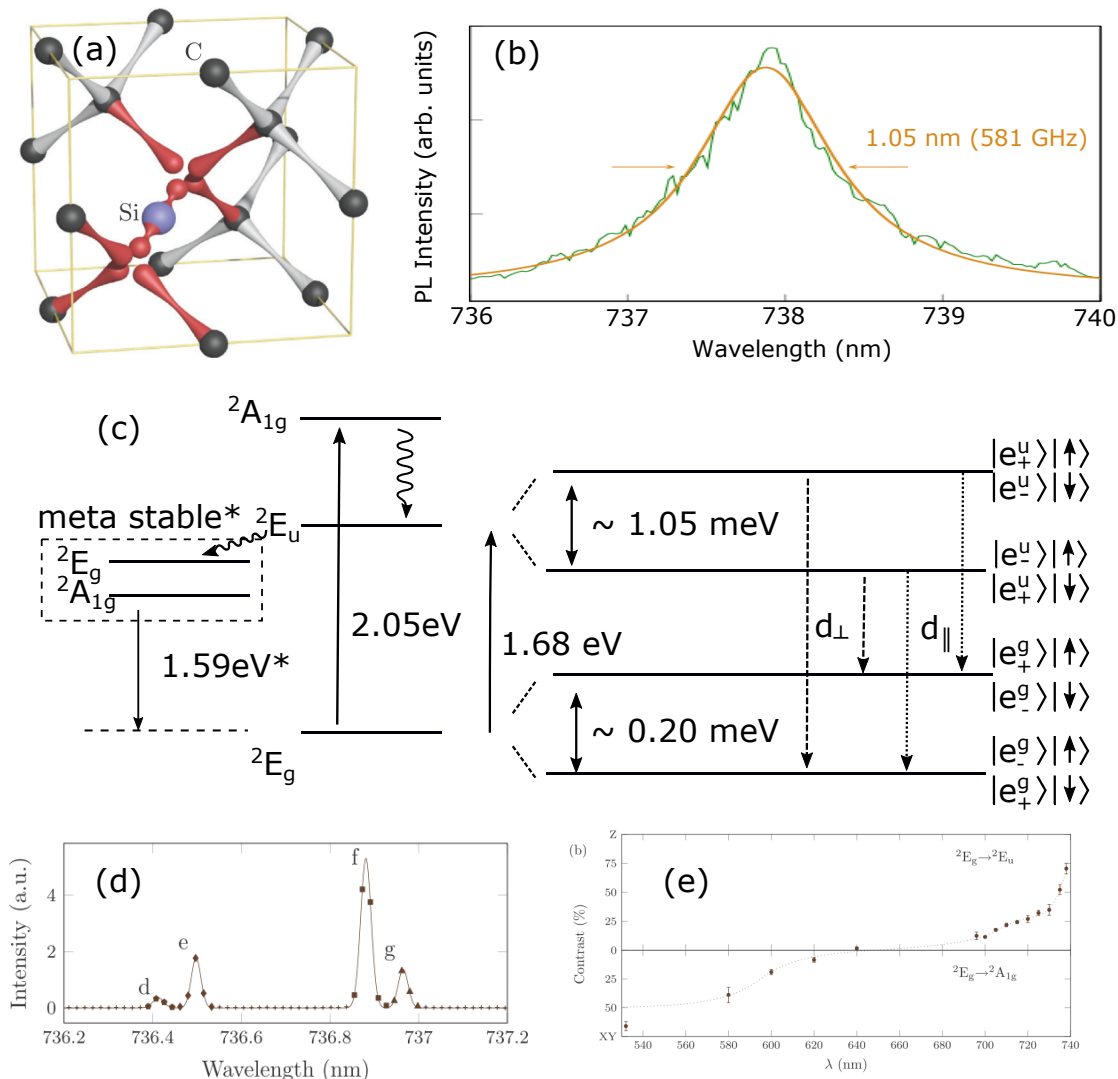 (a)
C
Si
(b)
PL Intensity (arb. units)
1.05 nm (581 GHz)
736 737 738 739 740
Wavelength (nm)
(c)
²A₁g
meta stable*
²Eᵤ
²Eg
²A₁g
1.59eV*
2.05eV
1.68 eV
²Eg
~ 1.05 meV
~ 0.20 meV
d⊥
d∥
|e₊ᵘ⟩|↑⟩
|e₋ᵘ⟩|↓⟩
|e₋ᵘ⟩|↑⟩
|e₊ᵘ⟩|↓⟩
|e₊ᵍ⟩|↑⟩
|e₋ᵍ⟩|↓⟩
|e₋ᵍ⟩|↑⟩
|e₊ᵍ⟩|↓⟩
(d)
Intensity (a.u.)
4
2
0
d
e
f
g
736.2 736.4 736.6 736.8 737 737.2
Wavelength (nm)
(b)
(e)
Contrast (%)
Z
75
50
25
0
25
50
XY
²Eg→²Eᵤ
²Eg→²A₁g
540 560 580 600 620 640 660 680 700 720 740
λ (nm)